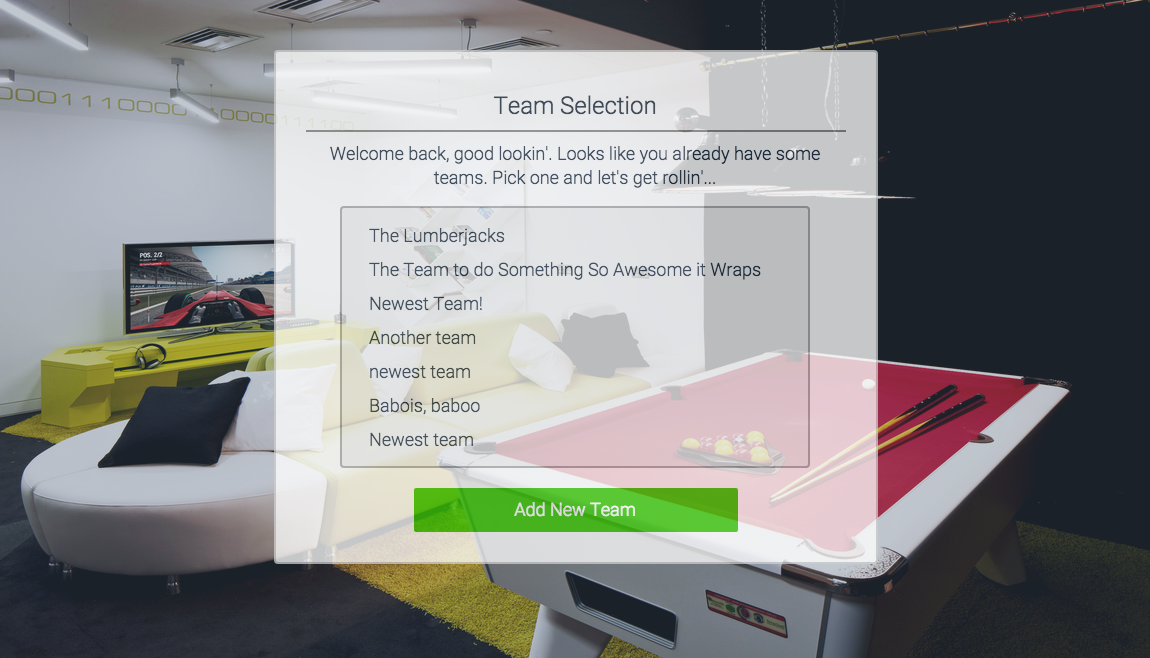 00011100001000011100
POS. 2/2
Team Selection
Welcome back, good lookin'. Looks like you already have some
teams. Pick one and let's get rollin'...
The Lumberjacks
The Team to do Something So Awesome it Wraps
Newest Team!
Another team
newest team
Babois, baboo
Newest team
Add New Team